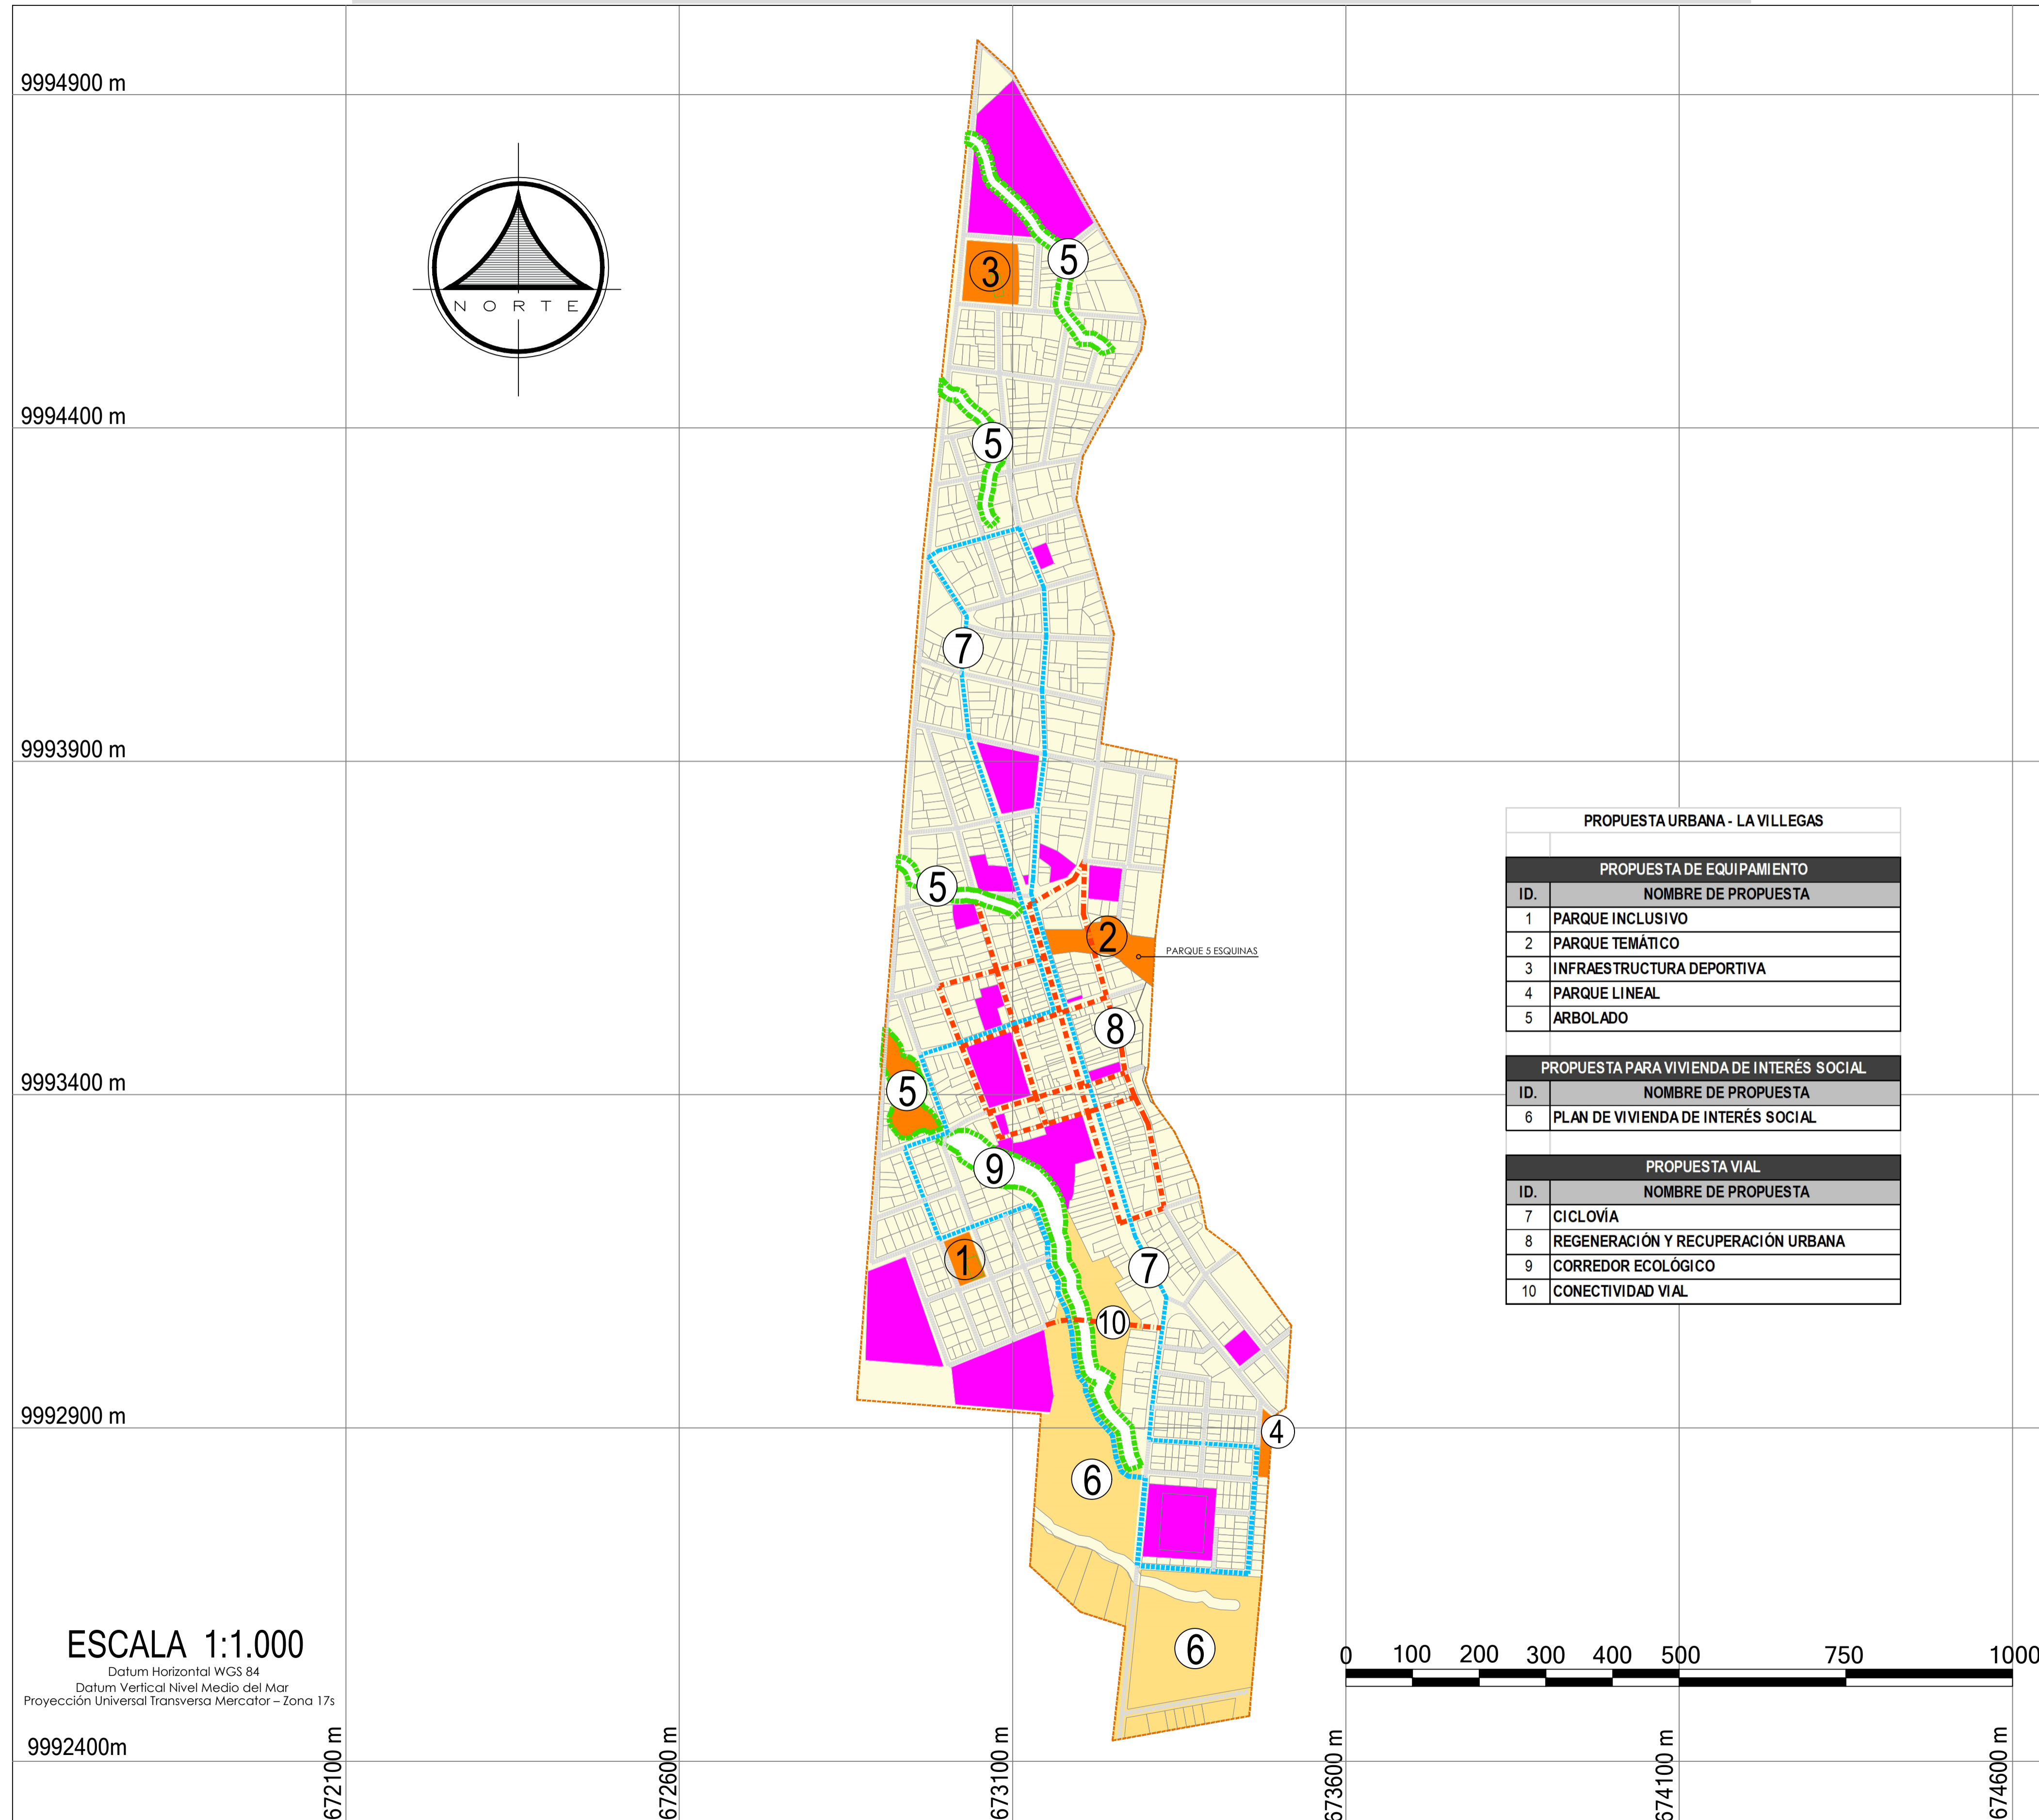 9994900 m
NORTE
3
5
9994400 m
5
7
9993900 m
5
2
PARQUE 5 ESQUINAS
8
9993400 m
5
9
1
7
10
9992900 m
4
6
6
PROPUESTA URBANA - LA VILLEGAS
PROPUESTA DE EQUIPAMIENTO
ID. NOMBRE DE PROPUESTA
1 PARQUE INCLUSIVO
2 PARQUE TEMÁTICO
3 INFRAESTRUCTURA DEPORTIVA
4 PARQUE LINEAL
5 ARBOLADO
PROPUESTA PARA VIVIENDA DE INTERÉS SOCIAL
ID. NOMBRE DE PROPUESTA
6 PLAN DE VIVIENDA DE INTERÉS SOCIAL
PROPUESTA VIAL
ID. NOMBRE DE PROPUESTA
7 CICLOVÍA
8 REGENERACIÓN Y RECUPERACIÓN URBANA
9 CORREDOR ECOLÓGICO
10 CONECTIVIDAD VIAL
ESCALA 1:1.000
Datum Horizontal WGS 84
Datum Vertical Nivel Medio del Mar
Proyección Universal Transversa Mercator – Zona 17s
0 100 200 300 400 500 750 1000
9992400m
672100 m
672600 m
673100 m
673600 m
674100 m
674600 m